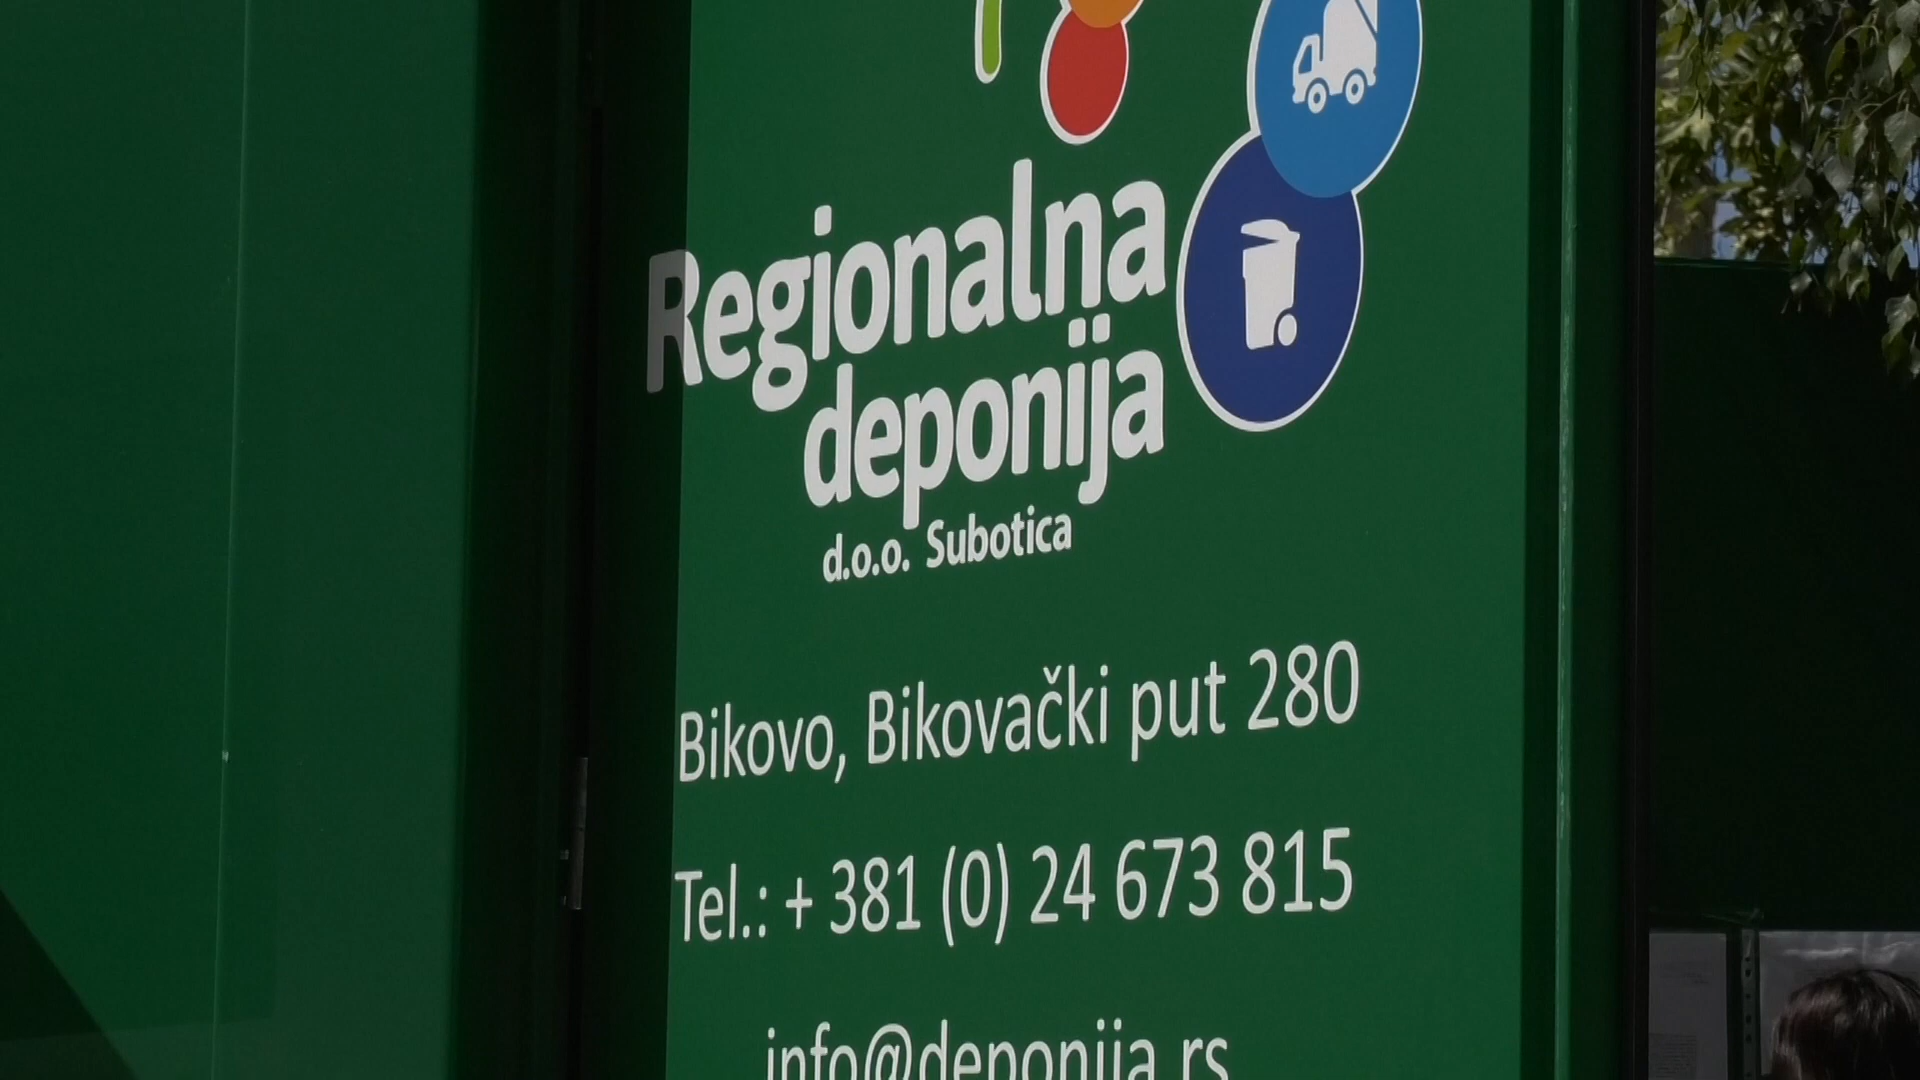 Regionalna
deponija
d.o.o. Subotica
Bikovo, Bikovački put 280
Tel.: + 381 (0) 24 673 815
info@deponija.rs